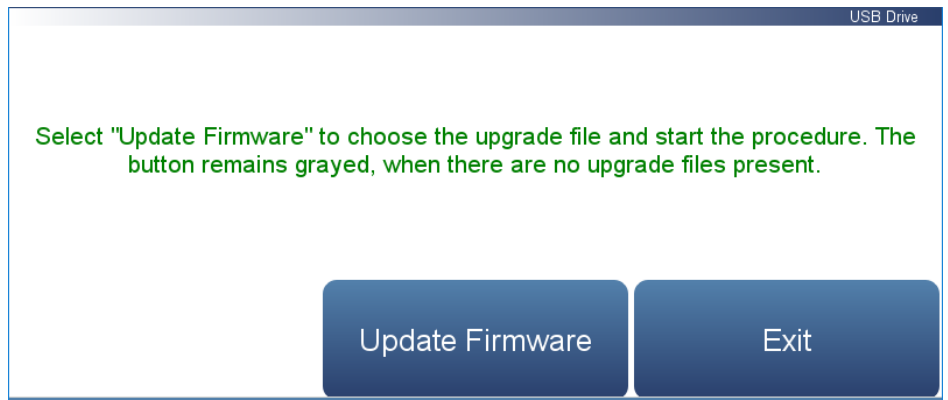 USB Drive
Select "Update Firmware" to choose the upgrade file and start the procedure. The
button remains grayed, when there are no upgrade files present.
Update Firmware
Exit